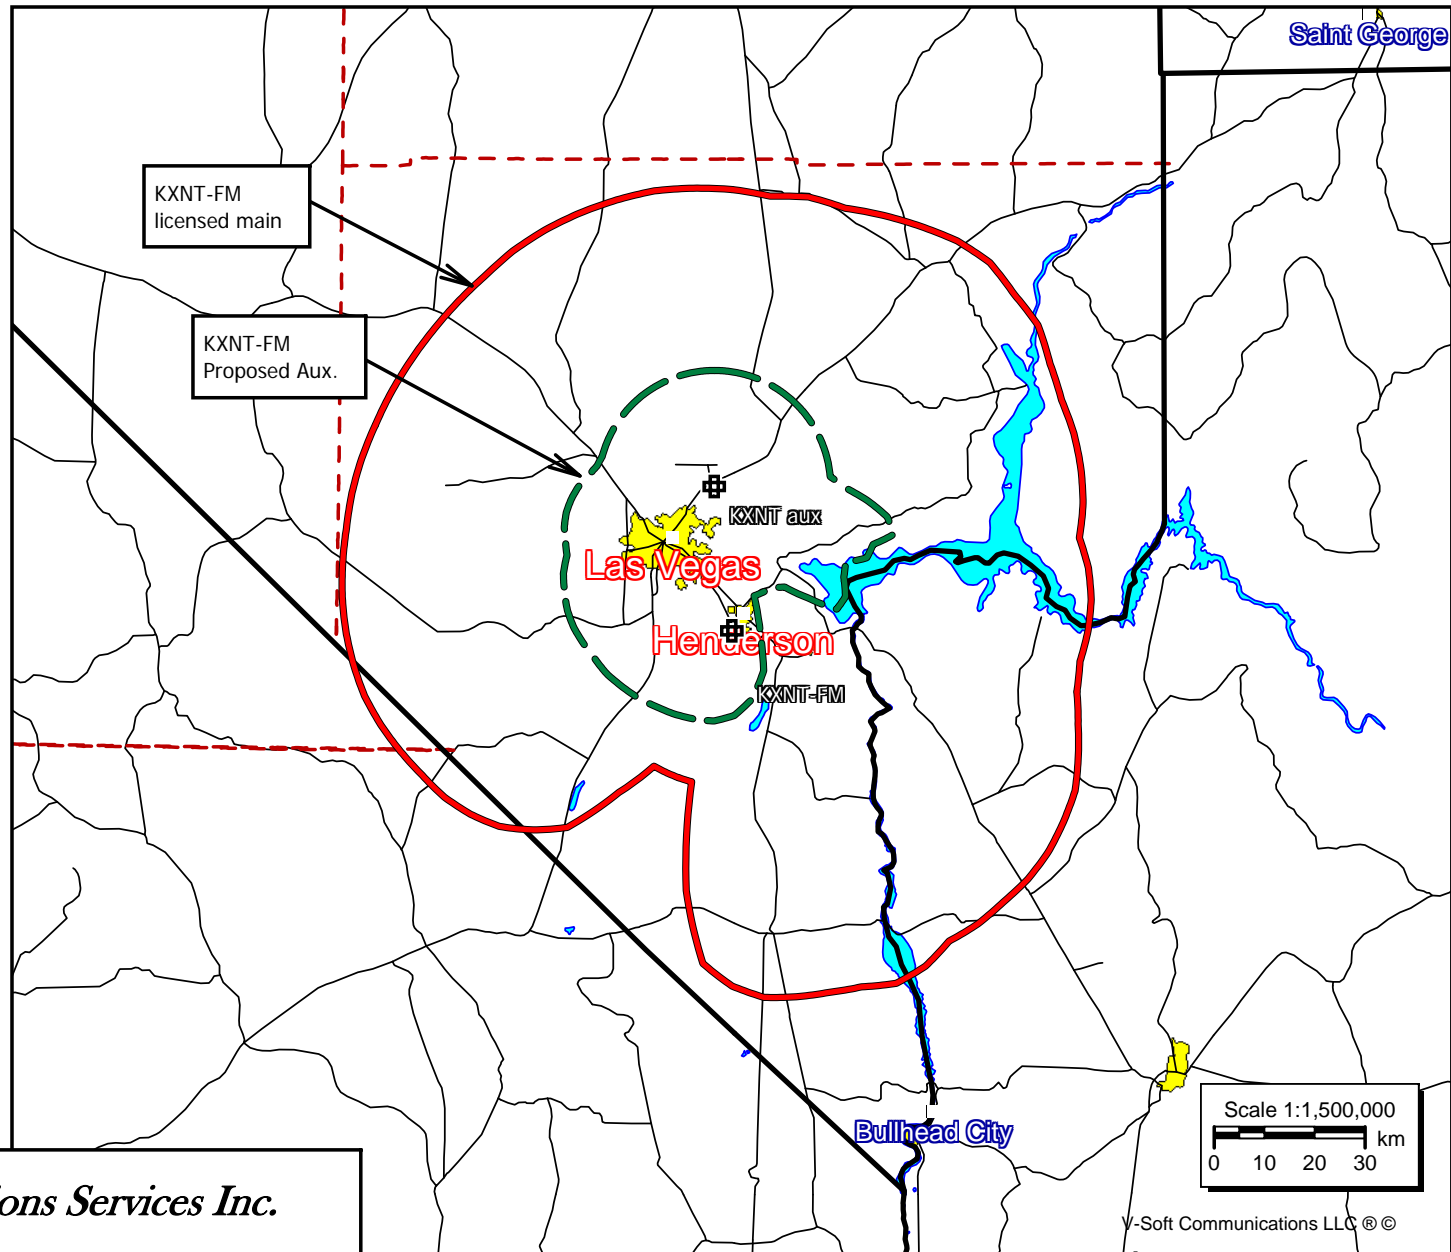 Saint George
KXNT-FM
licensed main
KXNT-FM
Proposed Aux.
KXNT aux
Las Vegas
Henderson
KXNT-FM
Bullhead City
Scale 1:1,500,000
km
0 10 20 30
Services Inc.
V-Soft Communications LLC ® ©